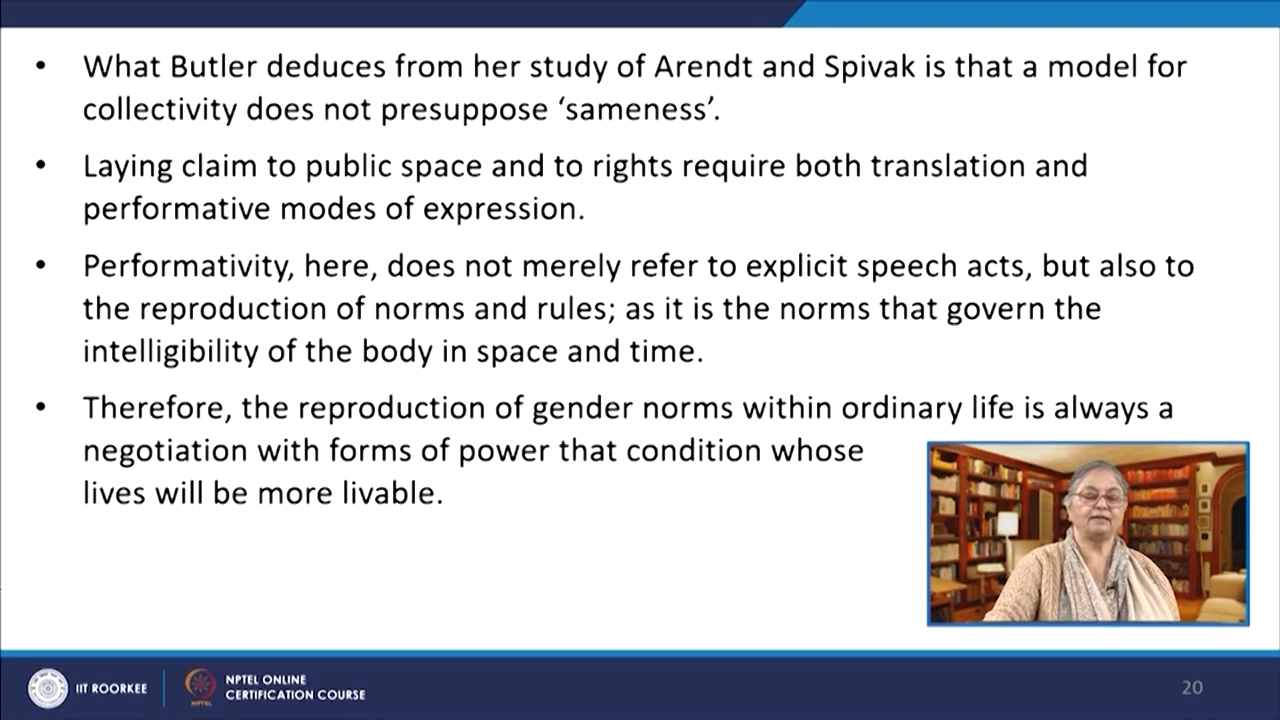 • What Butler deduces from her study of Arendt and Spivak is that a model for
collectivity does not presuppose ‘sameness’.
• Laying claim to public space and to rights require both translation and
performative modes of expression.
• Performativity, here, does not merely refer to explicit speech acts, but also to
the reproduction of norms and rules; as it is the norms that govern the
intelligibility of the body in space and time.
• Therefore, the reproduction of gender norms within ordinary life is always a
negotiation with forms of power that condition whose
lives will be more livable.
IIT ROORKEE
NPTEL
NPTEL ONLINE
CERTIFICATION COURSE
20